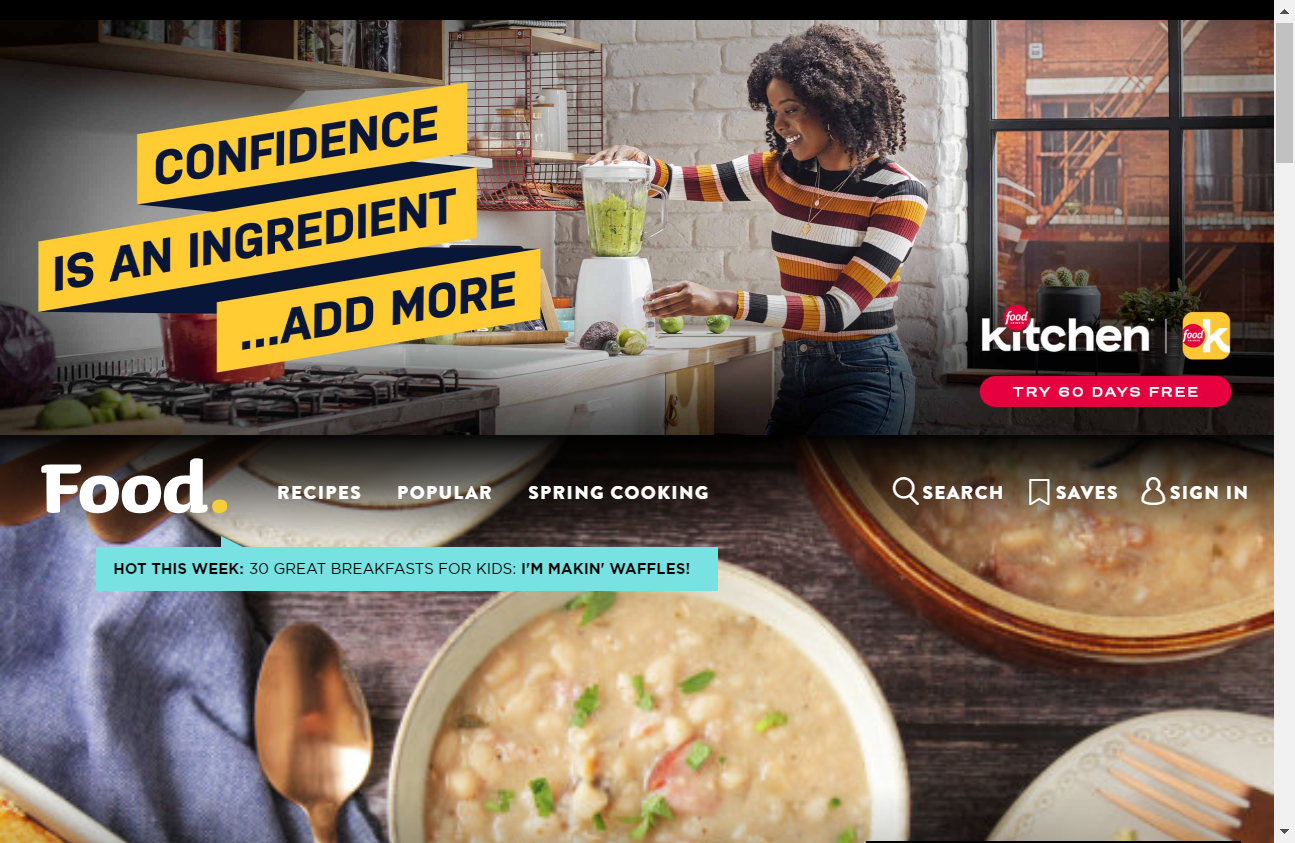 CONFIDENCE
IS AN INGREDIENT
...ADD MORE
food
kitchen™
food
k
TRY 60 DAYS FREE
Food.
RECIPES
POPULAR
SPRING COOKING
SEARCH
SAVES
SIGN IN
HOT THIS WEEK: 30 GREAT BREAKFASTS FOR KIDS: I'M MAKIN' WAFFLES!